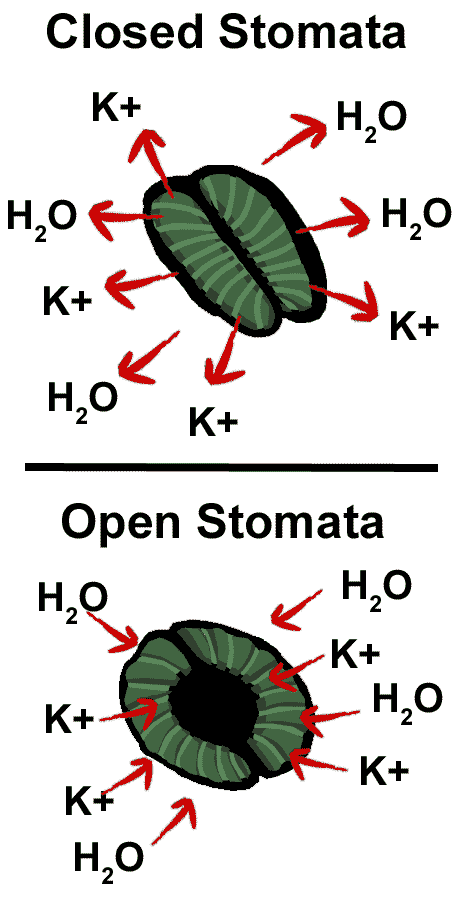 Closed Stomata
K+
H₂O
H₂O
H₂O
K+
K+
H₂O
K+
Open Stomata
H₂O
H₂O
K+
H₂O
K+
K+
K+
H₂O